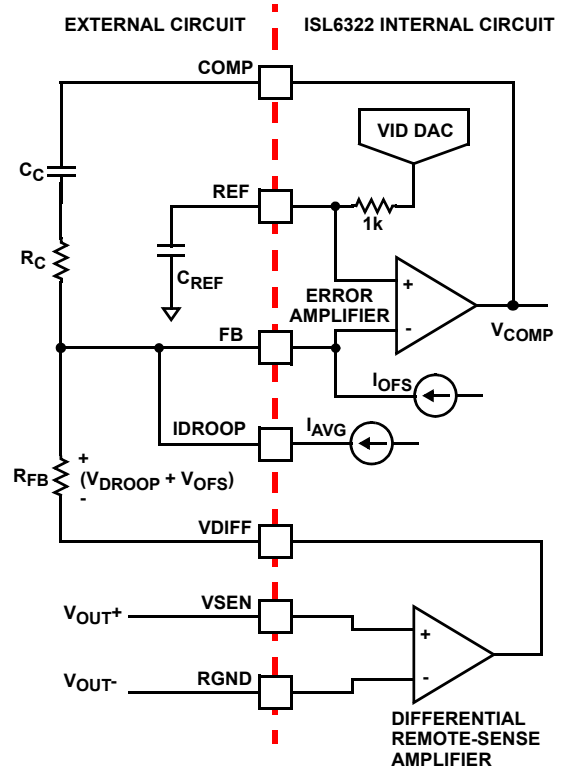 EXTERNAL CIRCUIT
ISL6322 INTERNAL CIRCUIT
COMP
VID DAC
CC
REF
1k
RC
CREF
ERROR
AMPLIFIER
+
-
FB
VCOMP
IOFS
IDROOP
IAVG
RFB
+
(VDROOP + VOFS)
-
VDIFF
VSEN
VOUT+
+
RGND
VOUT-
-
DIFFERENTIAL
REMOTE-SENSE
AMPLIFIER